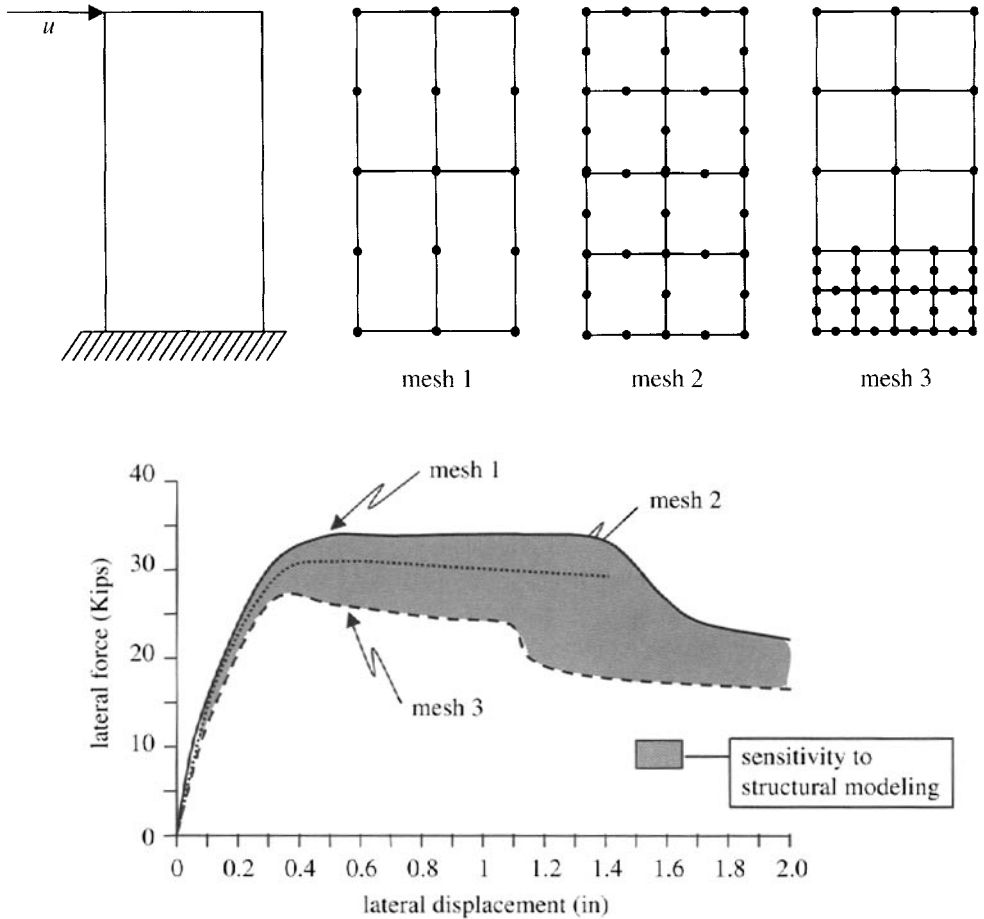 u
mesh 1
mesh 2
mesh 3
40
30
20
10
0
lateral force (Kips)
mesh 1
mesh 2
mesh 3
sensitivity to
structural modeling
0 0.2 0.4 0.6 0.8 1 1.2 1.4 1.6 1.8 2.0
lateral displacement (in)